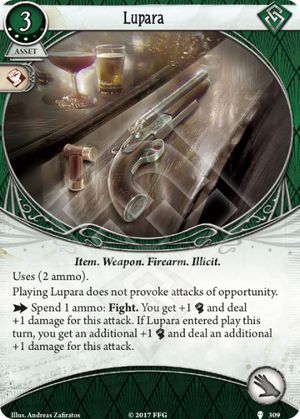 Lupara
3
ASSET
Item. Weapon. Firearm. Illicit.
Uses (2 ammo).
Playing Lupara does not provoke attacks of opportunity.
Spend 1 ammo: Fight. You get +1 and deal
+1 damage for this attack. If Lupara entered play this
turn, you get an additional +1 and deal an additional
+1 damage for this attack.
Illus. Andreas Zafiratos
© 2017 FFG
309